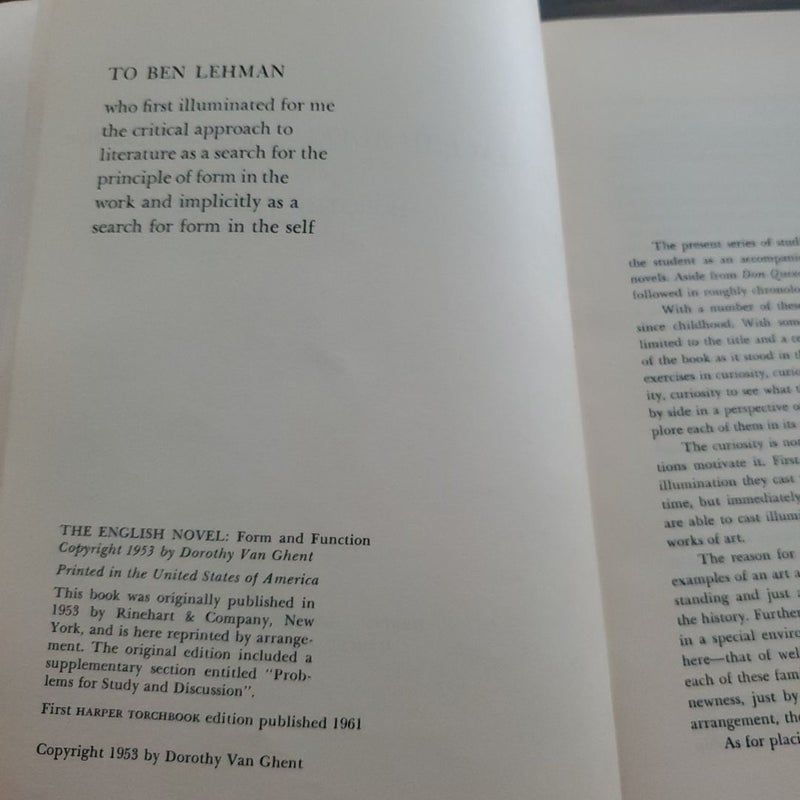 TO BEN LEHMAN
who first illuminated for me
the critical approach to
literature as a search for the
principle of form in the
work and implicitly as a
search for form in the self
THE ENGLISH NOVEL: Form and Function
Copyright 1953 by Dorothy Van Ghent
Printed in the United States of America
This book was originally published in
1953 by Rinehart & Company, New
York, and is here reprinted by arrange-
ment. The original edition included a
supplementary section entitled "Prob-
lems for Study and Discussion".
First HARPER TORCHBOOK edition published 1961
Copyright 1953 by Dorothy Van Ghent
The present series of stud
the student as an accompani
novels. Aside from Don Quixo
followed in roughly chronolo
With a number of these
since childhood. With som
limited to the title and a
of the book as it stood in
exercises in curiosity, curio
ity, curiosity to see what
by side in a perspective
plore each of them in its
The curiosity is
tions motivate it. First
illumination they cast
time, but immediately
are able to cast illumi
works of art.
The reason for
examples of an art
standing and just
the history. Further
in a special enviro
here—that of wel
each of these fam
newness, just by
arrangement, the
As for placi